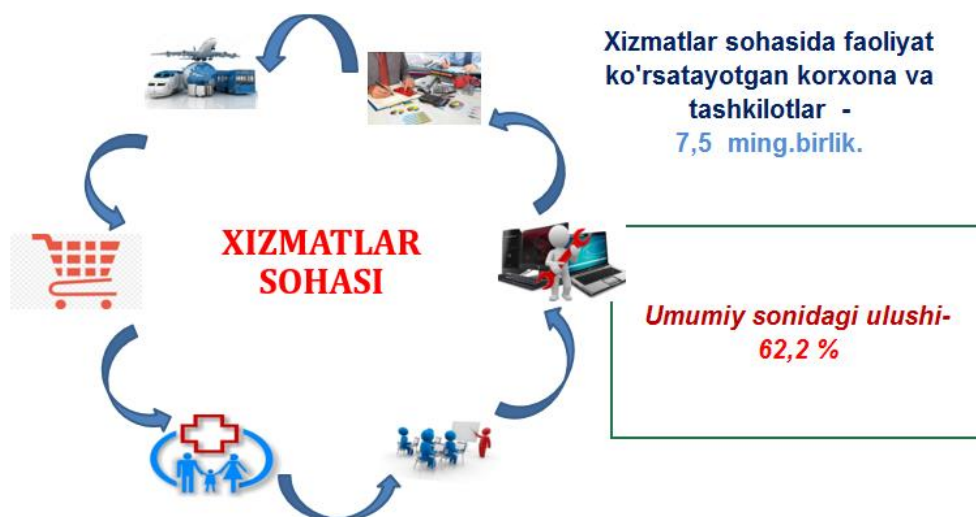 Xizmatlar sohasida faoliyat
ko'rsatayotgan korxona va
tashkilotlar -
7,5 ming.birlik.
XIZMATLAR
SOHASI
Umumiy sonidagi ulushi-
62,2 %